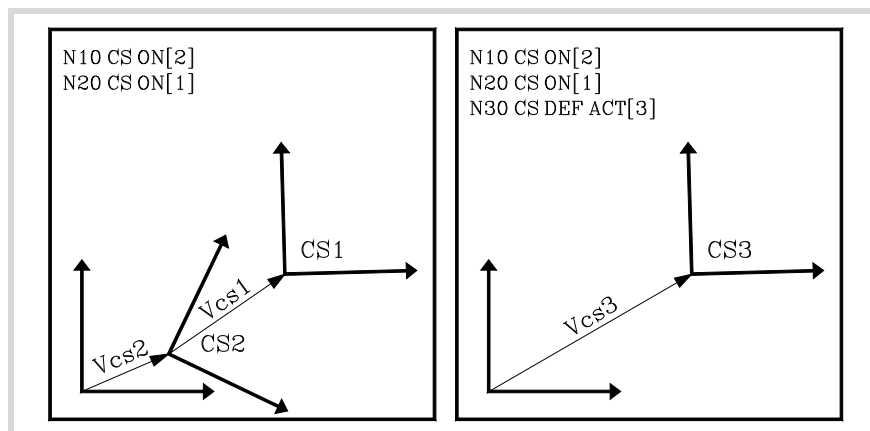 N10 CS ON[2]
N20 CS ON[1]
CS1
Vcs1
CS2
Vcs2
N10 CS ON[2]
N20 CS ON[1]
N30 CS DEF ACT[3]
CS3
Vcs3